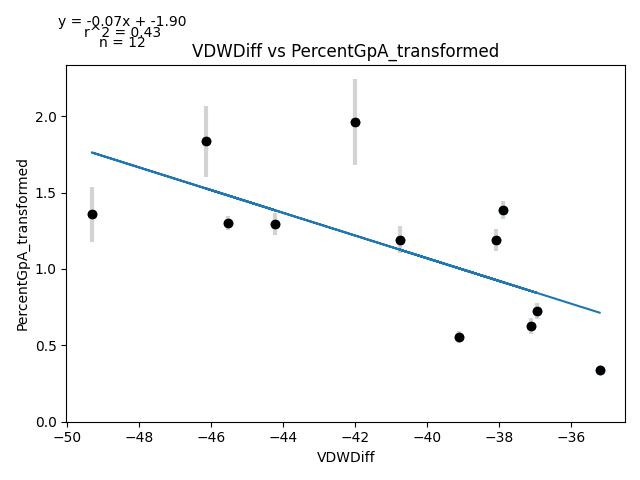 y = -0.07x + -1.90
r^2 = 0.43
n = 12
VDWDiff vs PercentGpA_transformed
PercentGpA_transformed
2.0
1.5
1.0
0.5
0.0
−50 −48 −46 −44 −42 −40 −38 −36
VDWDiff